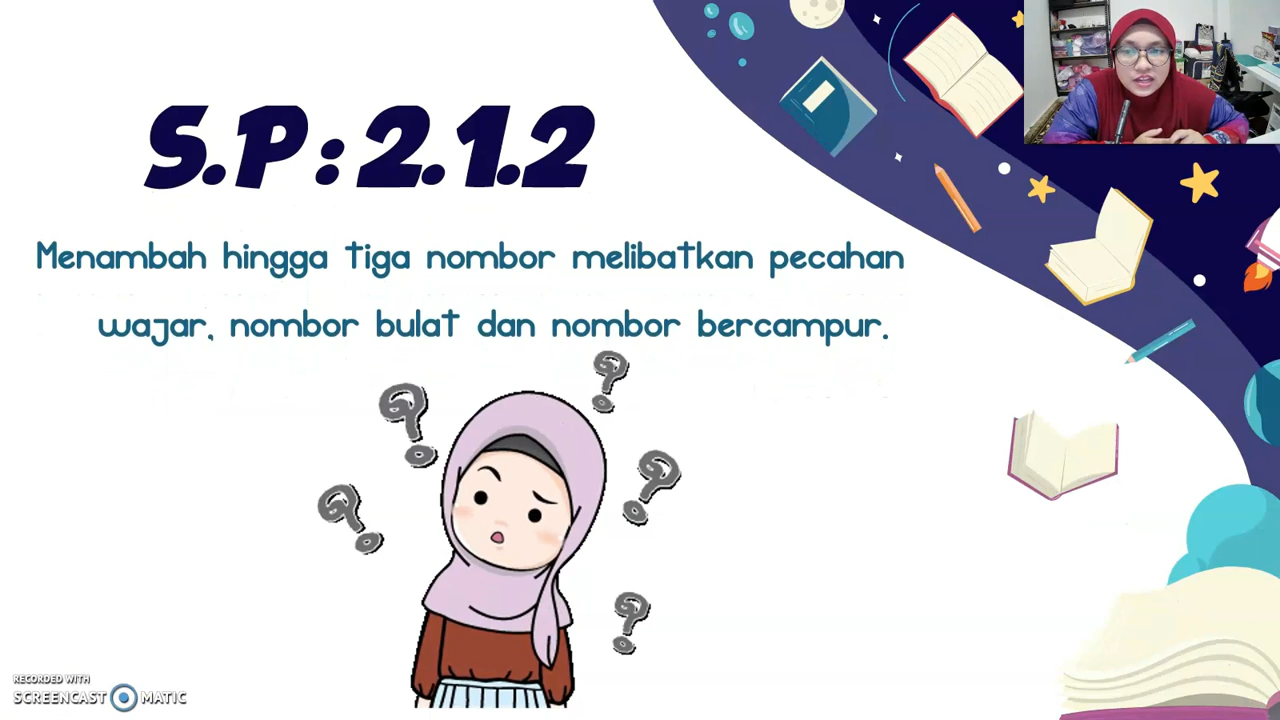 S.P : 2.1.2
Menambah hingga tiga nombor melibatkan pecahan
wajar, nombor bulat dan nombor bercampur.
?
?
?
?
?
RECORDED WITH
SCREENCAST MATIC